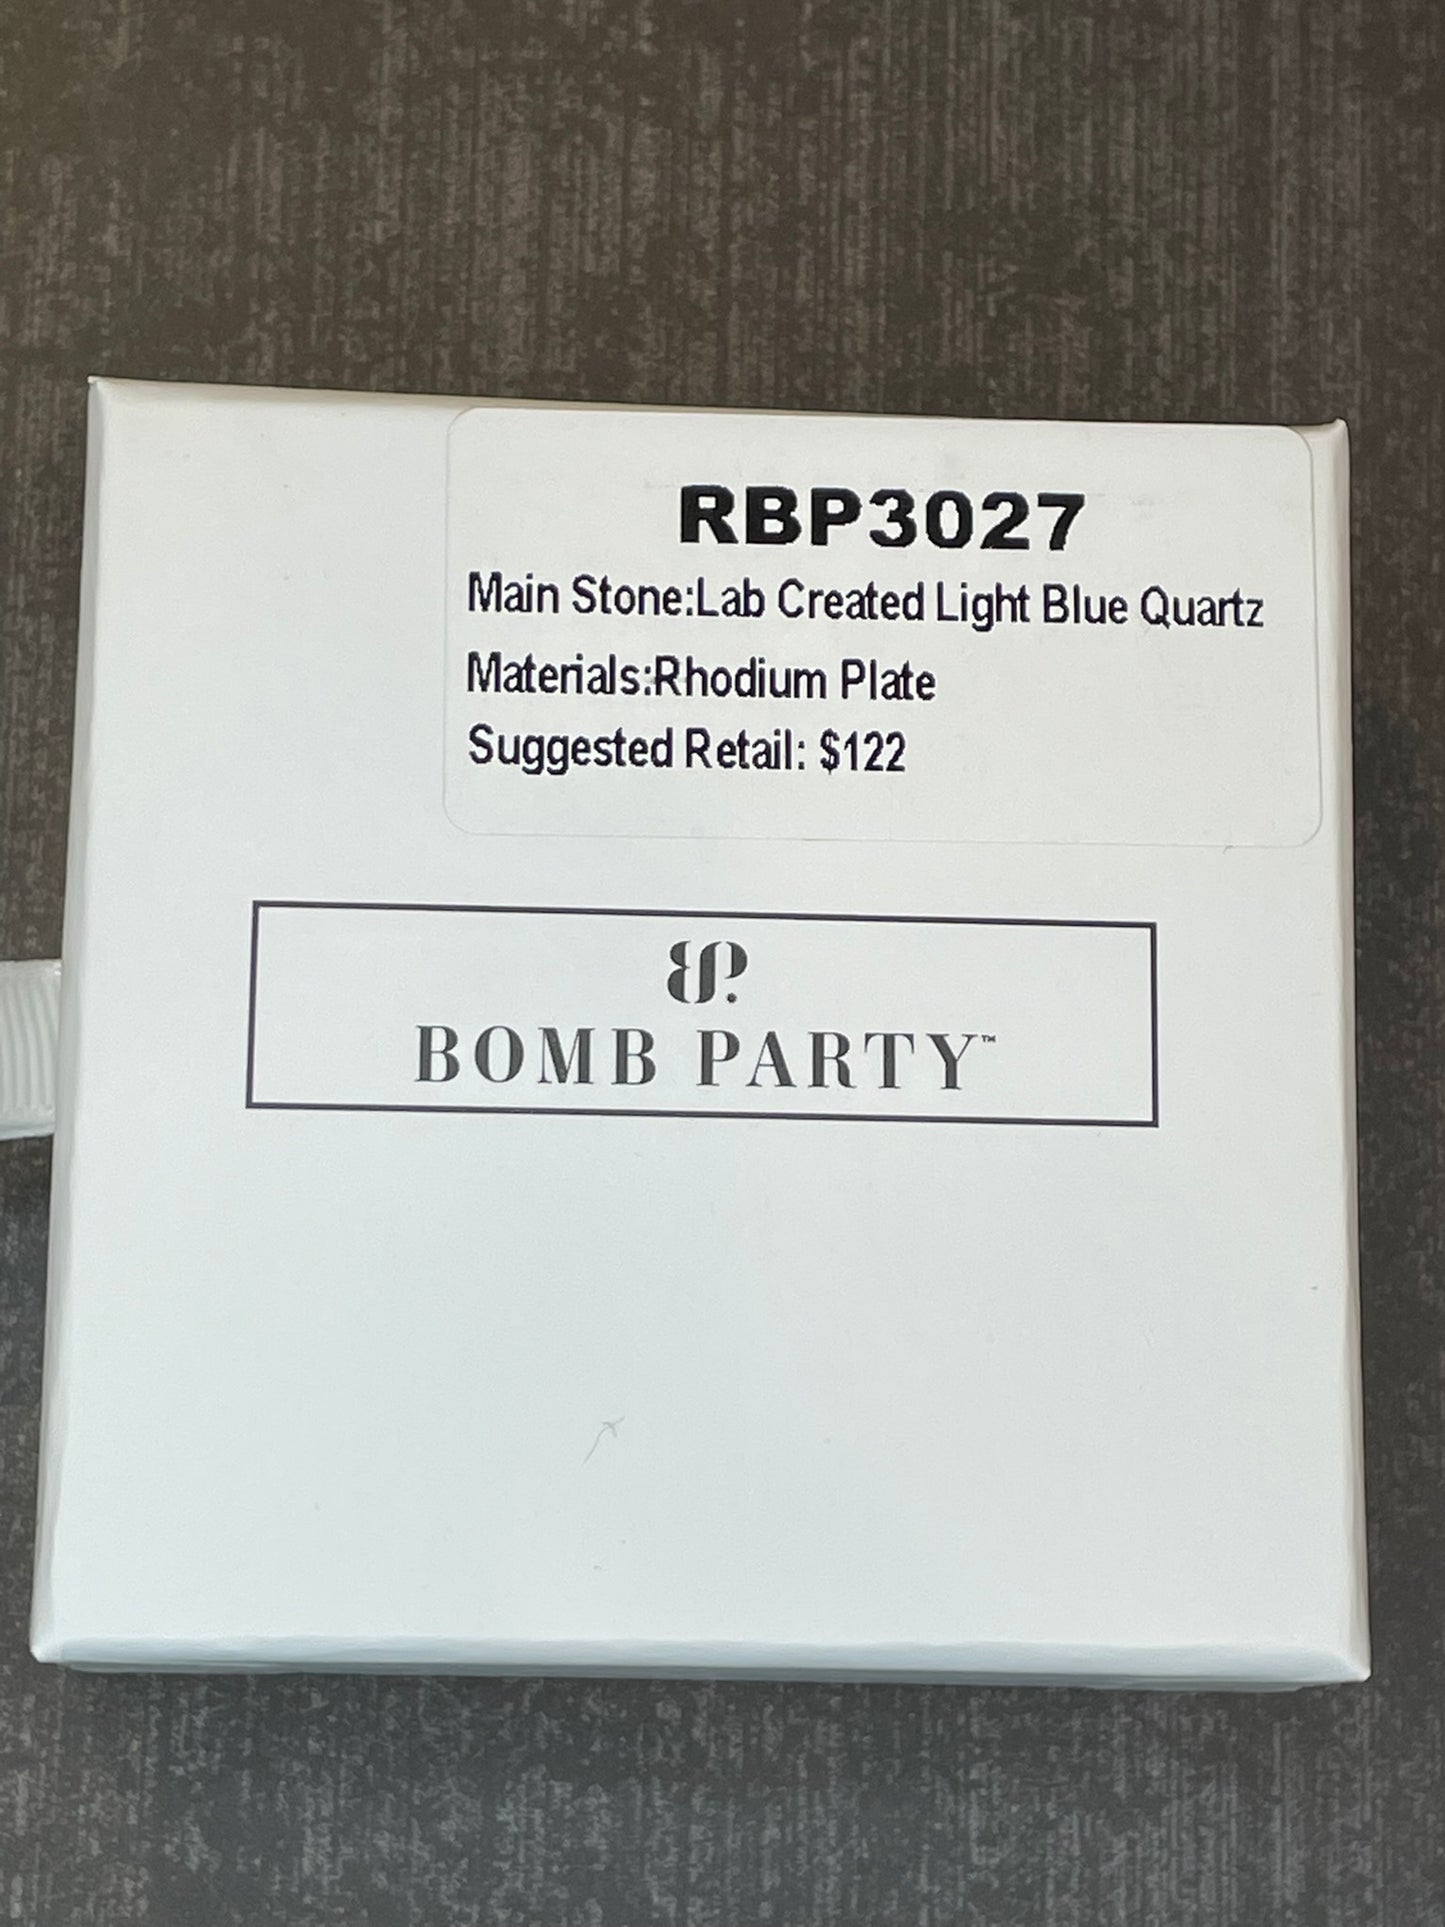 RBP3027
Main Stone:Lab Created Light Blue Quartz
Materials:Rhodium Plate
Suggested Retail: $122
BP.
BOMB PARTY™